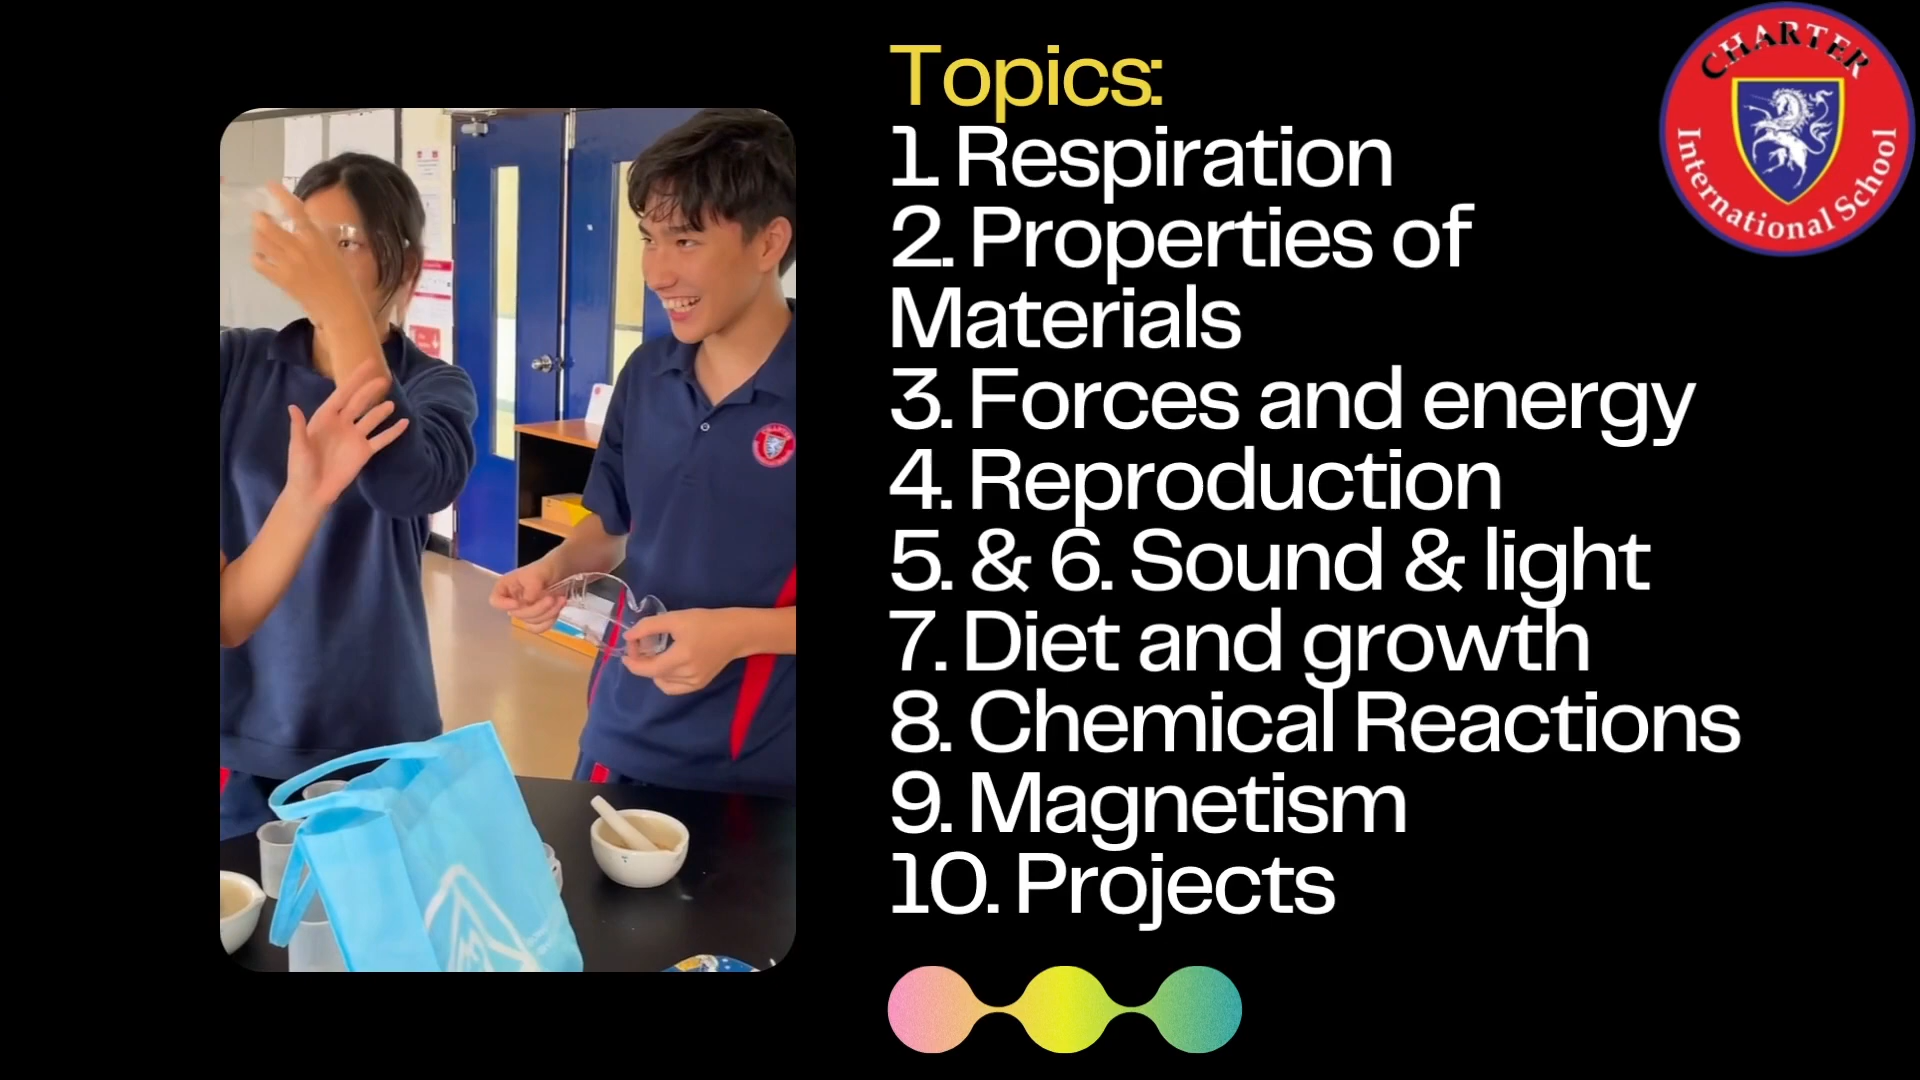 Topics:
1. Respiration
2. Properties of
Materials
3. Forces and energy
4. Reproduction
5. & 6. Sound & light
7. Diet and growth
8. Chemical Reactions
9. Magnetism
10. Projects
CHARTER
International School